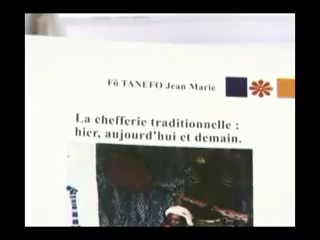 Fô TANEFO Jean Marie
La chefferie traditionnelle :
hier, aujourd'hui et demain.